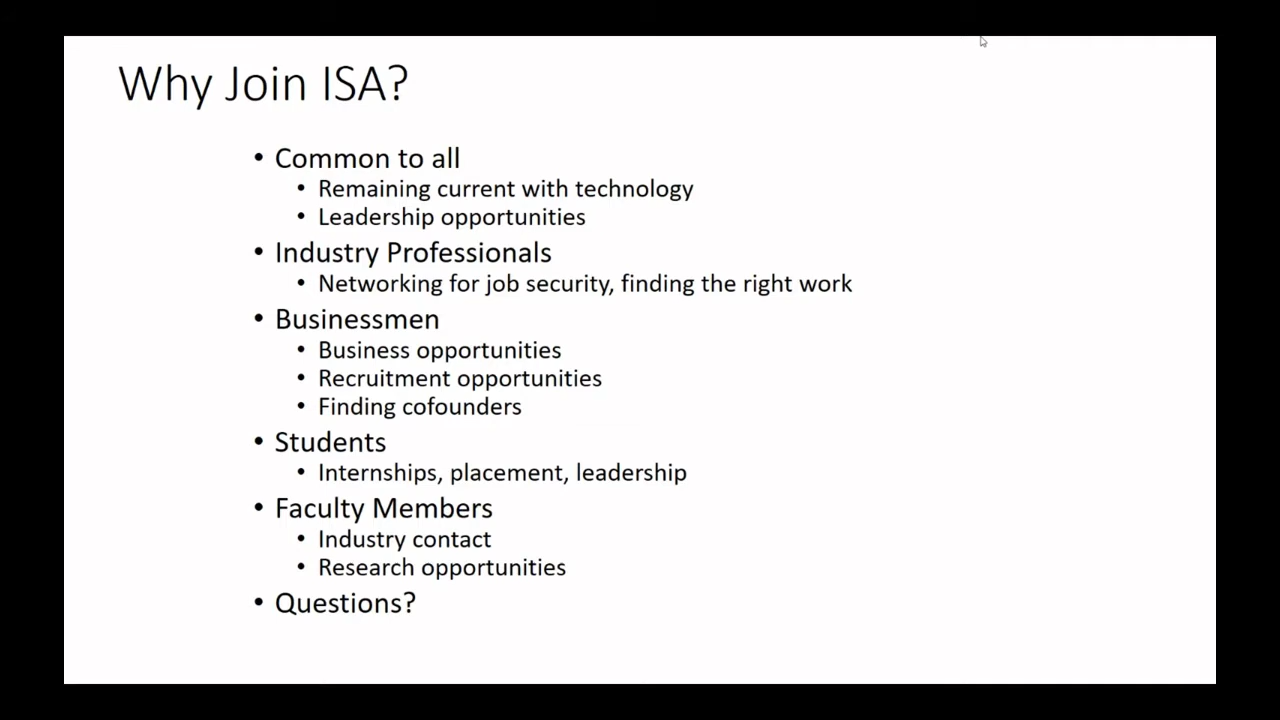 Why Join ISA?
• Common to all
• Remaining current with technology
• Leadership opportunities
• Industry Professionals
• Networking for job security, finding the right work
• Businessmen
• Business opportunities
• Recruitment opportunities
• Finding cofounders
• Students
• Internships, placement, leadership
• Faculty Members
• Industry contact
• Research opportunities
• Questions?